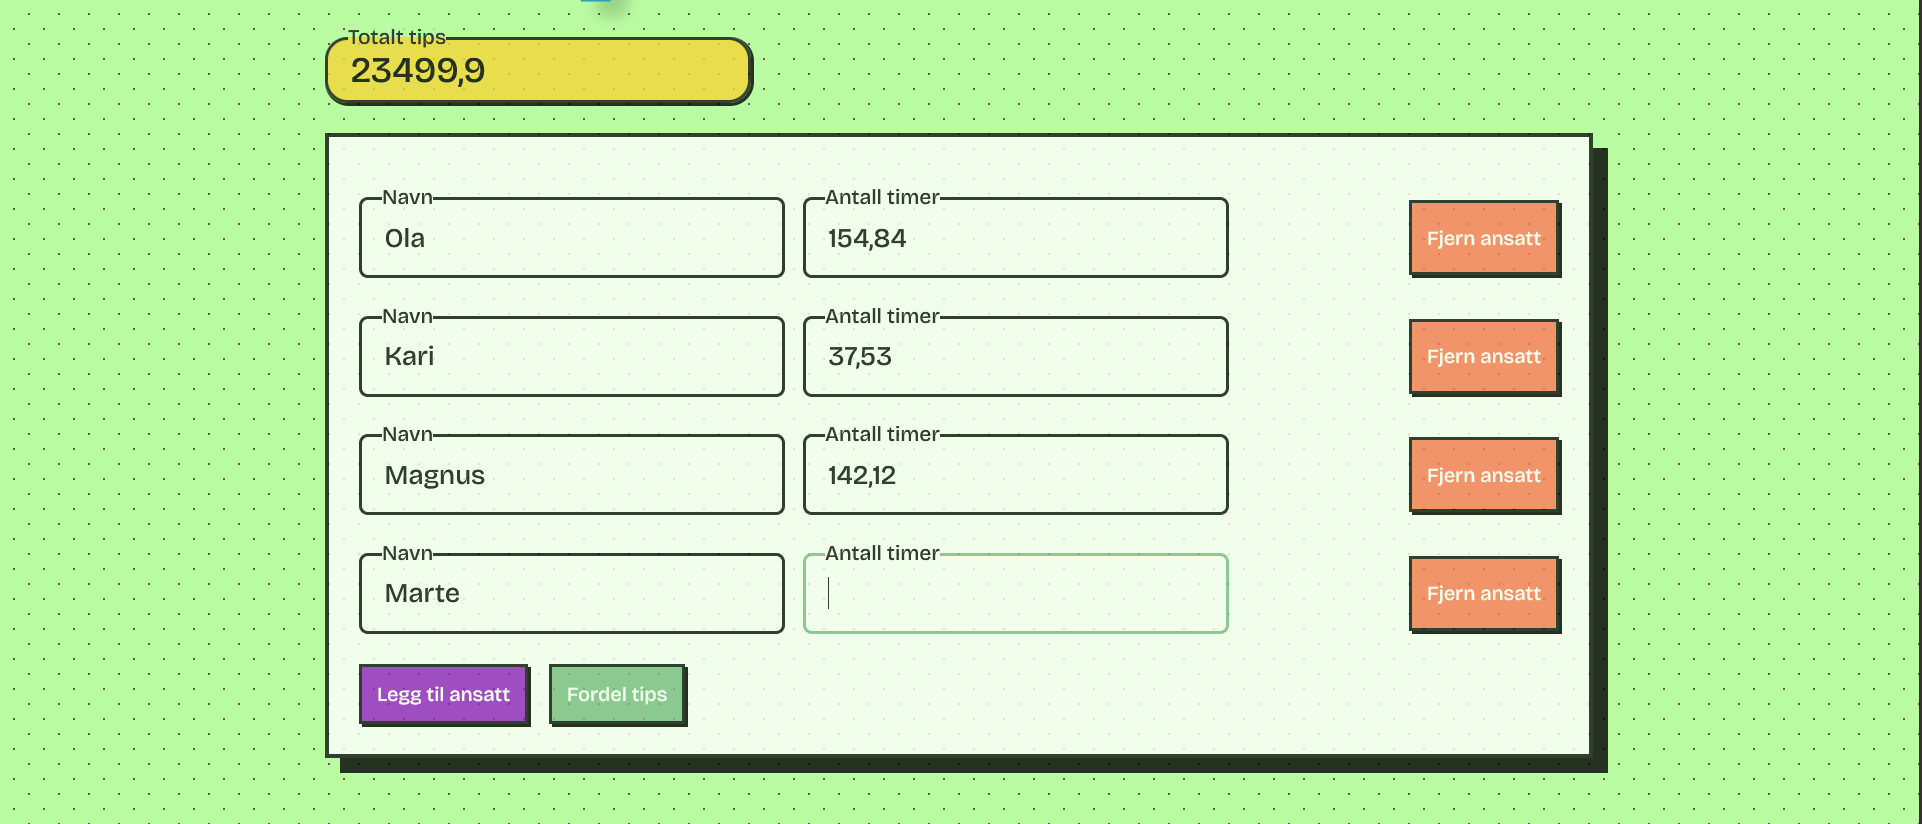 Totalt tips
23499,9
Navn
Ola
Antall timer
154,84
Fjern ansatt
Navn
Kari
Antall timer
37,53
Fjern ansatt
Navn
Magnus
Antall timer
142,12
Fjern ansatt
Navn
Marte
Antall timer
Fjern ansatt
Legg til ansatt
Fordel tips